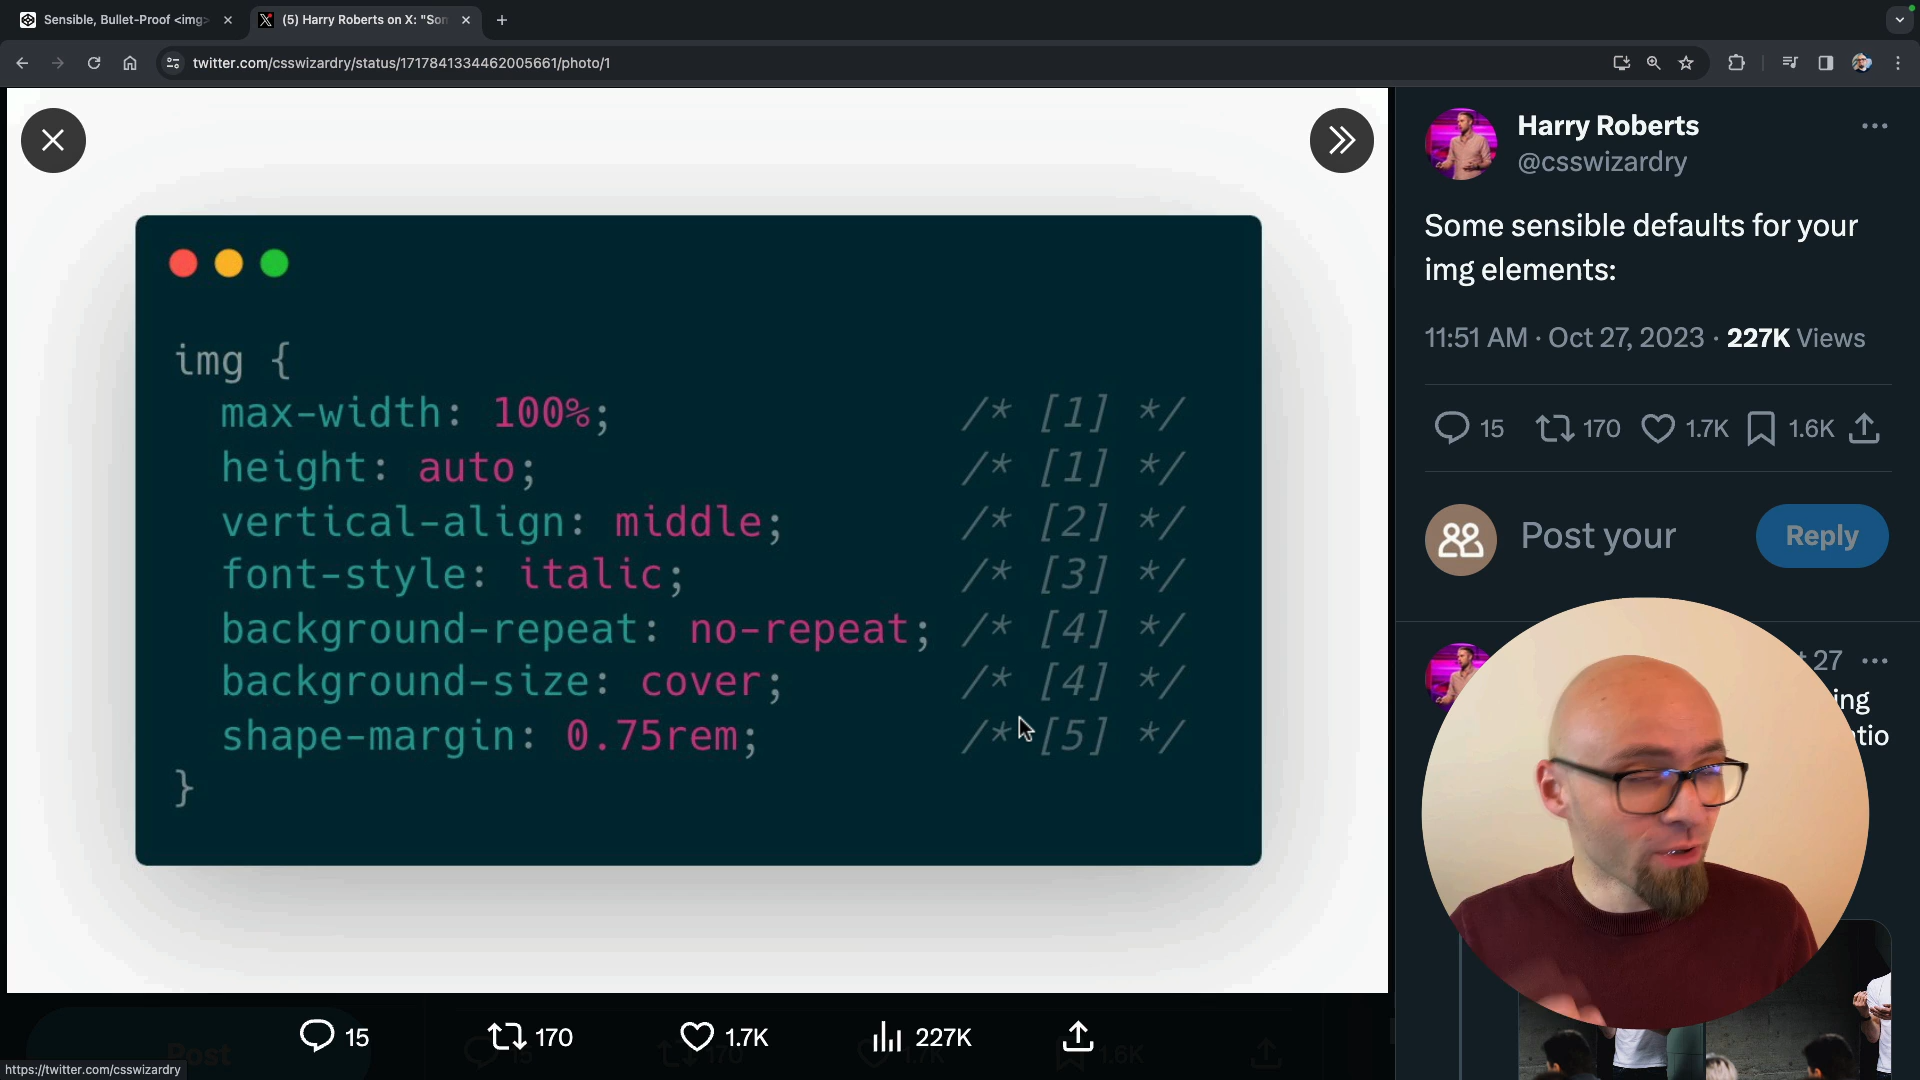 Sensible, Bullet-Proof <img>
(5) Harry Roberts on X: "Son
twitter.com/csswizardry/status/1717841334462005661/photo/1
img {
max-width: 100%; /* [1] */
height: auto; /* [1] */
vertical-align: middle; /* [2] */
font-style: italic; /* [3] */
background-repeat: no-repeat; /* [4] */
background-size: cover; /* [4] */
shape-margin: 0.75rem; /* [5] */
}
15 170 1.7K 227K
Post
https://twitter.com/csswizardry
Harry Roberts
@csswizardry
Some sensible defaults for your
img elements:
11:51 AM · Oct 27, 2023 · 227K Views
15 170 1.7K 1.6K
Post your Reply
27
ing
tio